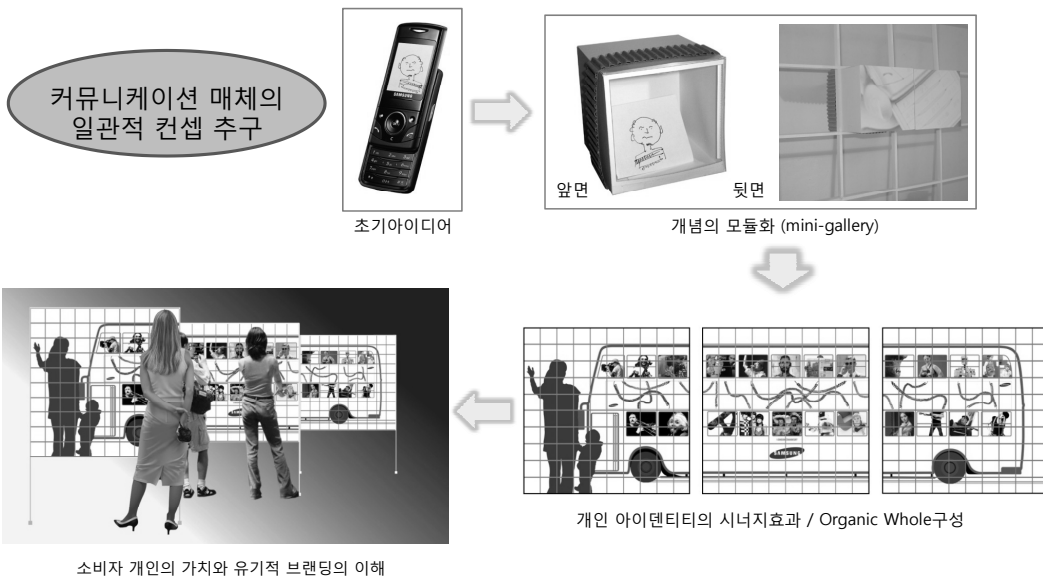 커뮤니케이션 매체의
일관적 컨셉 추구
SAMSUNG
초기아이디어
앞면
뒷면
개념의 모듈화 (mini-gallery)
SAMSUNG
개인 아이덴티티의 시너지효과 / Organic Whole구성
소비자 개인의 가치와 유기적 브랜딩의 이해